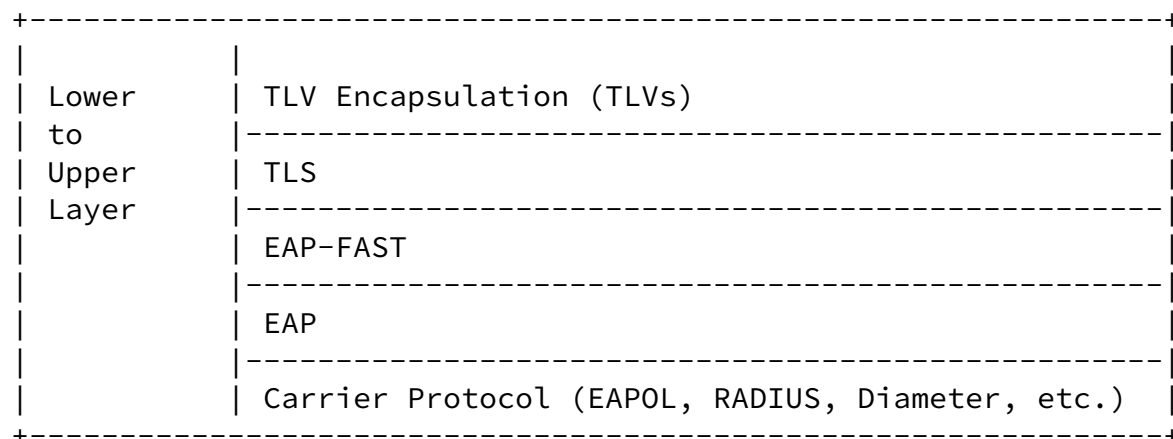 Lower TLV Encapsulation (TLVs)
to
Upper TLS
Layer
EAP-FAST
EAP
Carrier Protocol (EAPOL, RADIUS, Diameter, etc.)